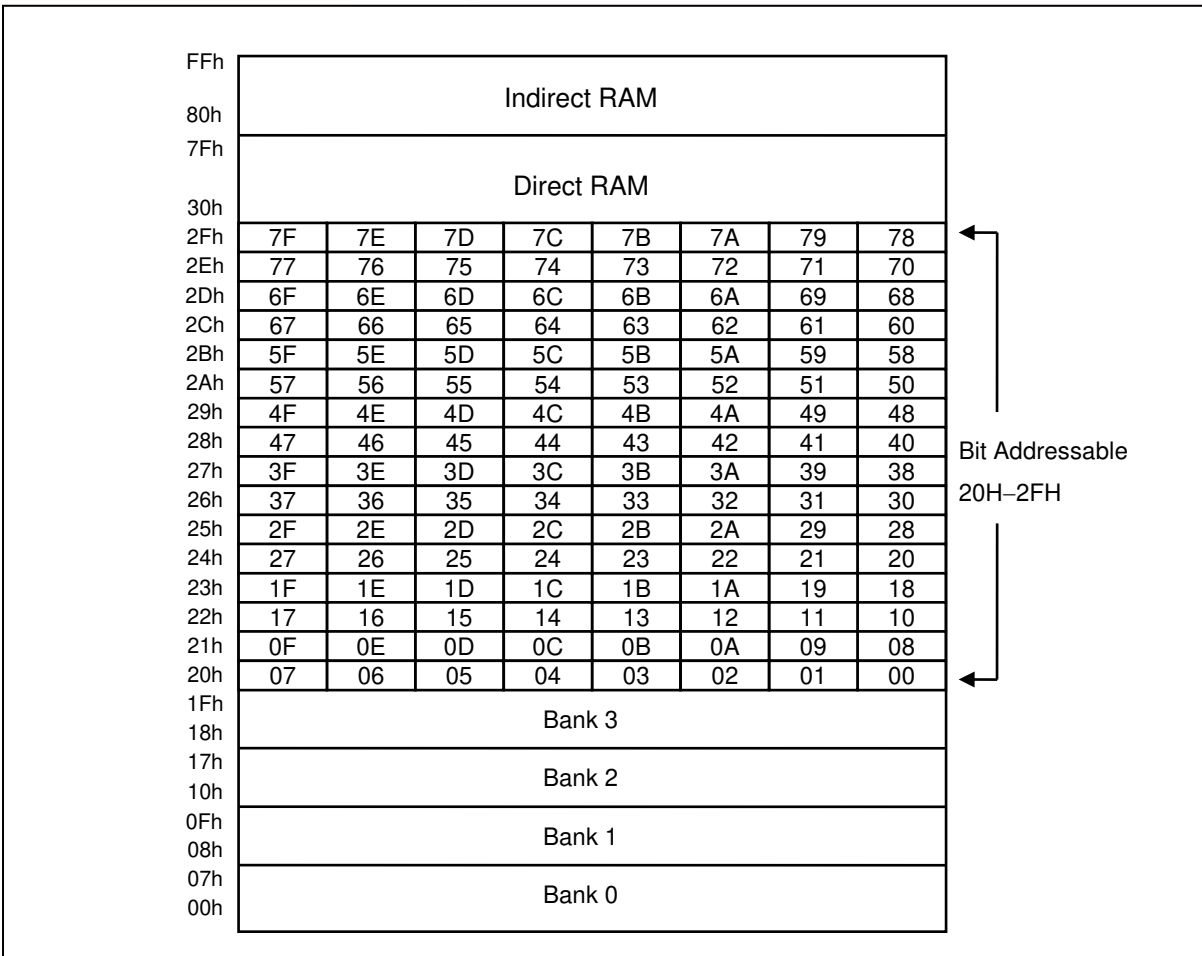 FFh
Indirect RAM
80h
7Fh
Direct RAM
30h
2Fh 7F 7E 7D 7C 7B 7A 79 78
2Eh 77 76 75 74 73 72 71 70
2Dh 6F 6E 6D 6C 6B 6A 69 68
2Ch 67 66 65 64 63 62 61 60
2Bh 5F 5E 5D 5C 5B 5A 59 58
2Ah 57 56 55 54 53 52 51 50
29h 4F 4E 4D 4C 4B 4A 49 48
28h 47 46 45 44 43 42 41 40
Bit Addressable
27h 3F 3E 3D 3C 3B 3A 39 38
20H−2FH
26h 37 36 35 34 33 32 31 30
25h 2F 2E 2D 2C 2B 2A 29 28
24h 27 26 25 24 23 22 21 20
23h 1F 1E 1D 1C 1B 1A 19 18
22h 17 16 15 14 13 12 11 10
21h 0F 0E 0D 0C 0B 0A 09 08
20h 07 06 05 04 03 02 01 00
1Fh
Bank 3
18h
17h
Bank 2
10h
0Fh
Bank 1
08h
07h
Bank 0
00h